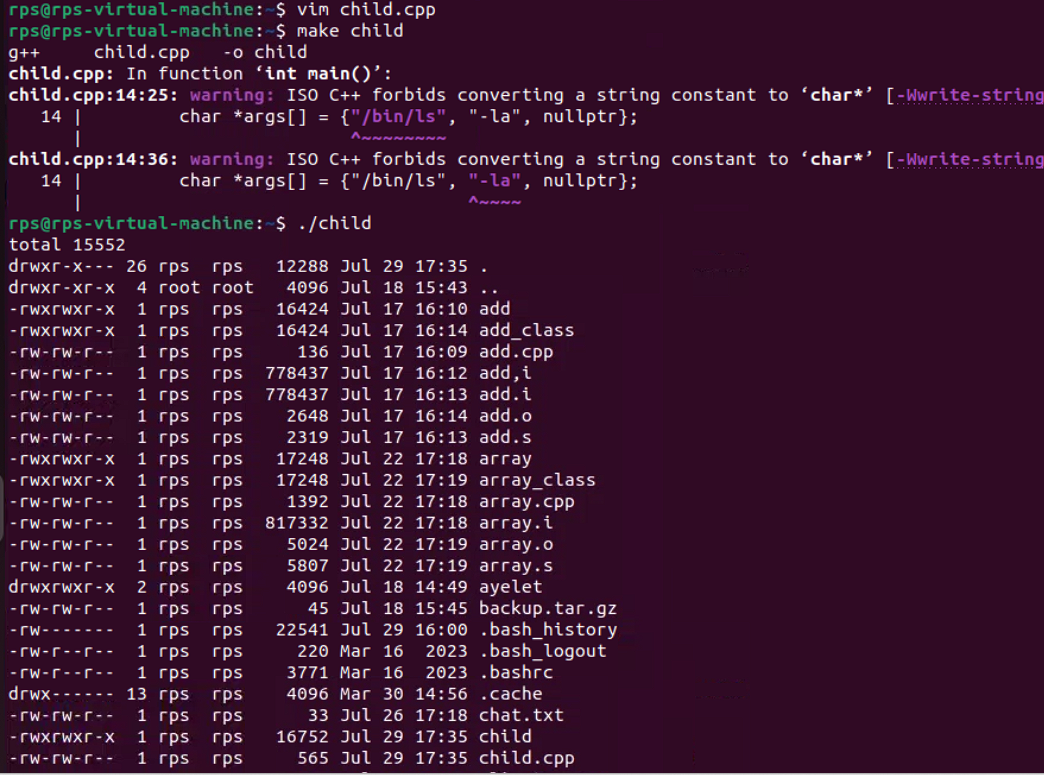 rps@rps-virtual-machine:~$ vim child.cpp
rps@rps-virtual-machine:~$ make child
g++     child.cpp   -o child
child.cpp: In function ‘int main()’:
child.cpp:14:25: warning: ISO C++ forbids converting a string constant to ‘char*’ [-Wwrite-string
   14 |         char *args[] = {"/bin/ls", "-la", nullptr};
      |                         ^~~~~~~~~
child.cpp:14:36: warning: ISO C++ forbids converting a string constant to ‘char*’ [-Wwrite-string
   14 |         char *args[] = {"/bin/ls", "-la", nullptr};
      |                                    ^~~~~
rps@rps-virtual-machine:~$ ./child
total 15552
drwxr-x--- 26 rps  rps   12288 Jul 29 17:35 .
drwxr-xr-x  4 root root   4096 Jul 18 15:43 ..
-rwxrwxr-x  1 rps  rps   16424 Jul 17 16:10 add
-rwxrwxr-x  1 rps  rps   16424 Jul 17 16:14 add_class
-rw-rw-r--  1 rps  rps     136 Jul 17 16:09 add.cpp
-rw-rw-r--  1 rps  rps  778437 Jul 17 16:12 add,i
-rw-rw-r--  1 rps  rps  778437 Jul 17 16:13 add.i
-rw-rw-r--  1 rps  rps    2648 Jul 17 16:14 add.o
-rw-rw-r--  1 rps  rps    2319 Jul 17 16:13 add.s
-rwxrwxr-x  1 rps  rps   17248 Jul 22 17:18 array
-rwxrwxr-x  1 rps  rps   17248 Jul 22 17:19 array_class
-rw-rw-r--  1 rps  rps    1392 Jul 22 17:18 array.cpp
-rw-rw-r--  1 rps  rps  817332 Jul 22 17:18 array.i
-rw-rw-r--  1 rps  rps    5024 Jul 22 17:19 array.o
-rw-rw-r--  1 rps  rps    5807 Jul 22 17:19 array.s
drwxrwxr-x  2 rps  rps    4096 Jul 18 14:49 ayelet
-rw-rw-r--  1 rps  rps      45 Jul 18 15:45 backup.tar.gz
-rw-------  1 rps  rps   22541 Jul 29 16:00 .bash_history
-rw-r--r--  1 rps  rps     220 Mar 16  2023 .bash_logout
-rw-r--r--  1 rps  rps    3771 Mar 16  2023 .bashrc
drwx------ 13 rps  rps    4096 Mar 30 14:56 .cache
-rw-rw-r--  1 rps  rps      33 Jul 26 17:18 chat.txt
-rwxrwxr-x  1 rps  rps   16752 Jul 29 17:35 child
-rw-rw-r--  1 rps  rps     565 Jul 29 17:35 child.cpp